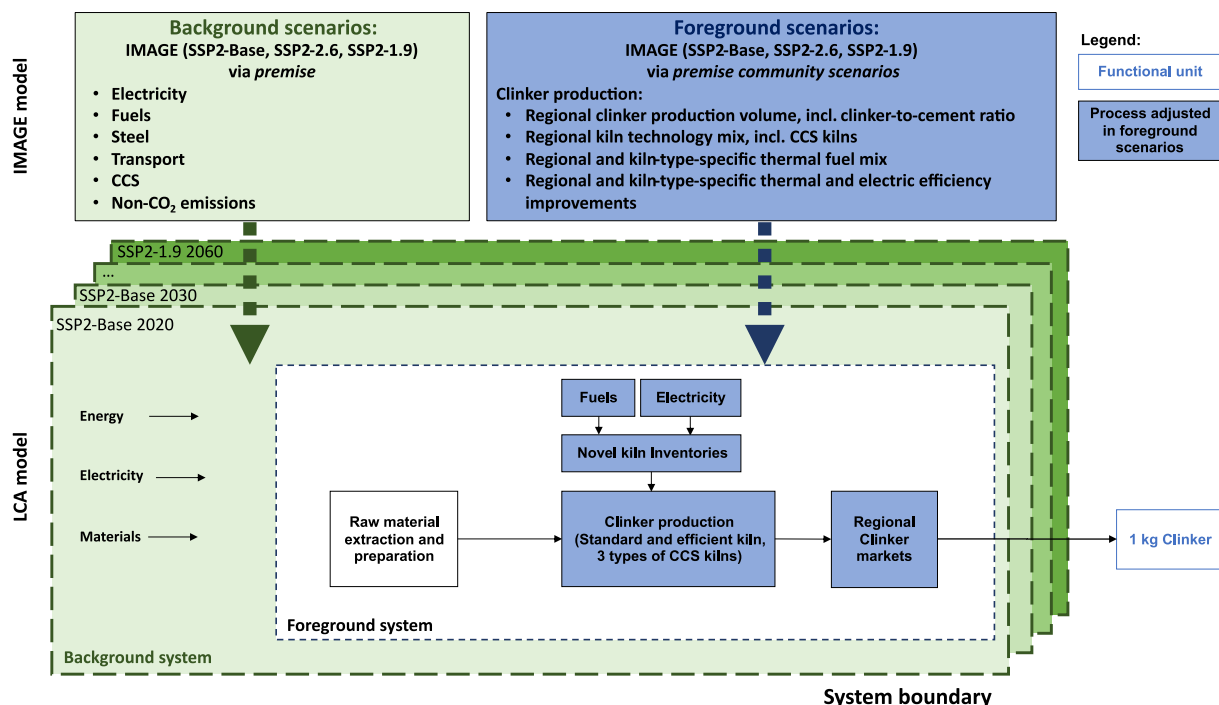 IMAGE model
Background scenarios:
IMAGE (SSP2-Base, SSP2-2.6, SSP2-1.9)
via premise
• Electricity
• Fuels
• Steel
• Transport
• CCS
• Non-CO2 emissions
Foreground scenarios:
IMAGE (SSP2-Base, SSP2-2.6, SSP2-1.9)
via premise community scenarios
Clinker production:
• Regional clinker production volume, incl. clinker-to-cement ratio
• Regional kiln technology mix, incl. CCS kilns
• Regional and kiln-type-specific thermal fuel mix
• Regional and kiln-type-specific thermal and electric efficiency
improvements
Legend:
Functional unit
Process adjusted
in foreground
scenarios
LCA model
SSP2-1.9 2060
...
SSP2-Base 2030
SSP2-Base 2020
Energy
Electricity
Materials
Fuels
Electricity
Novel kiln Inventories
Raw material
extraction and
preparation
Clinker production
(Standard and efficient kiln,
3 types of CCS kilns)
Regional
Clinker
markets
1 kg Clinker
Foreground system
Background system
System boundary